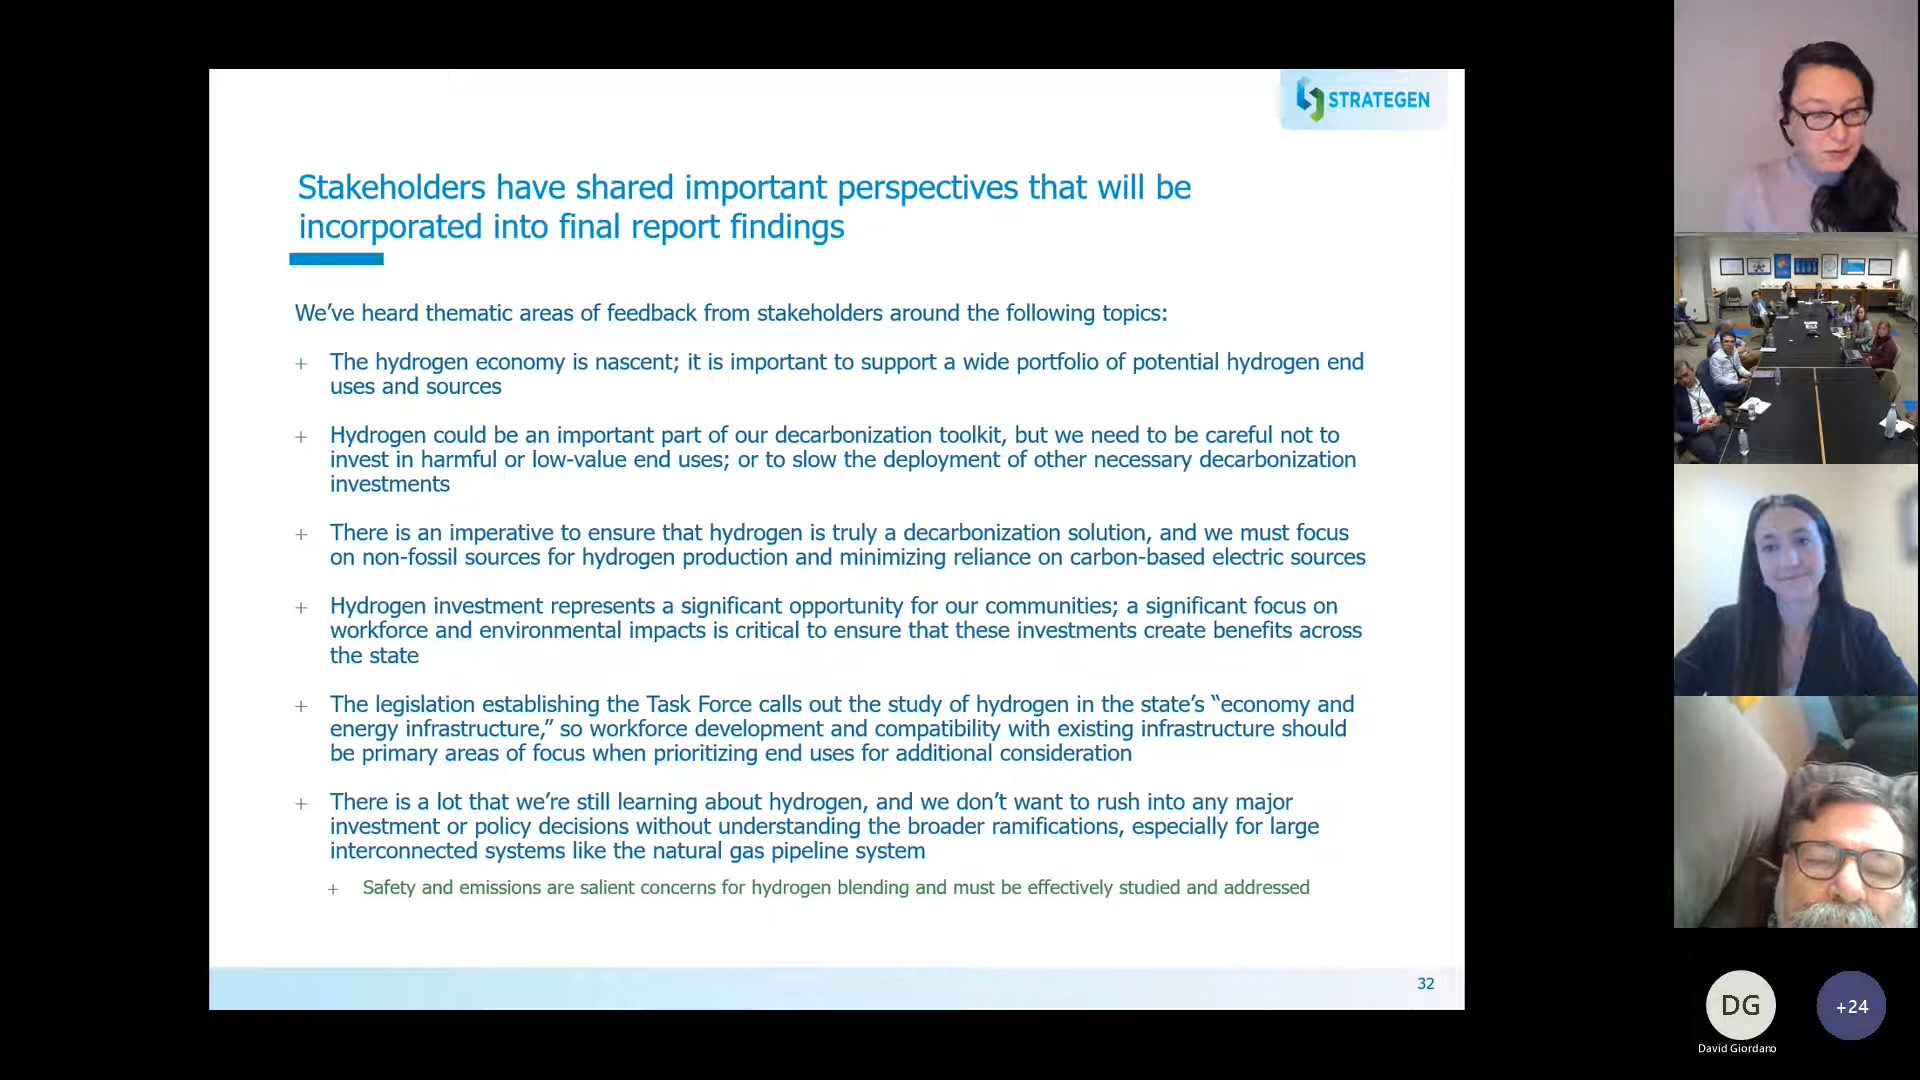 STRATEGEN
Stakeholders have shared important perspectives that will be
incorporated into final report findings
We’ve heard thematic areas of feedback from stakeholders around the following topics:
+ The hydrogen economy is nascent; it is important to support a wide portfolio of potential hydrogen end
uses and sources
+ Hydrogen could be an important part of our decarbonization toolkit, but we need to be careful not to
invest in harmful or low-value end uses; or to slow the deployment of other necessary decarbonization
investments
+ There is an imperative to ensure that hydrogen is truly a decarbonization solution, and we must focus
on non-fossil sources for hydrogen production and minimizing reliance on carbon-based electric sources
+ Hydrogen investment represents a significant opportunity for our communities; a significant focus on
workforce and environmental impacts is critical to ensure that these investments create benefits across
the state
+ The legislation establishing the Task Force calls out the study of hydrogen in the state’s “economy and
energy infrastructure,” so workforce development and compatibility with existing infrastructure should
be primary areas of focus when prioritizing end uses for additional consideration
+ There is a lot that we’re still learning about hydrogen, and we don’t want to rush into any major
investment or policy decisions without understanding the broader ramifications, especially for large
interconnected systems like the natural gas pipeline system
+ Safety and emissions are salient concerns for hydrogen blending and must be effectively studied and addressed
32
DG
+24
David Giordano